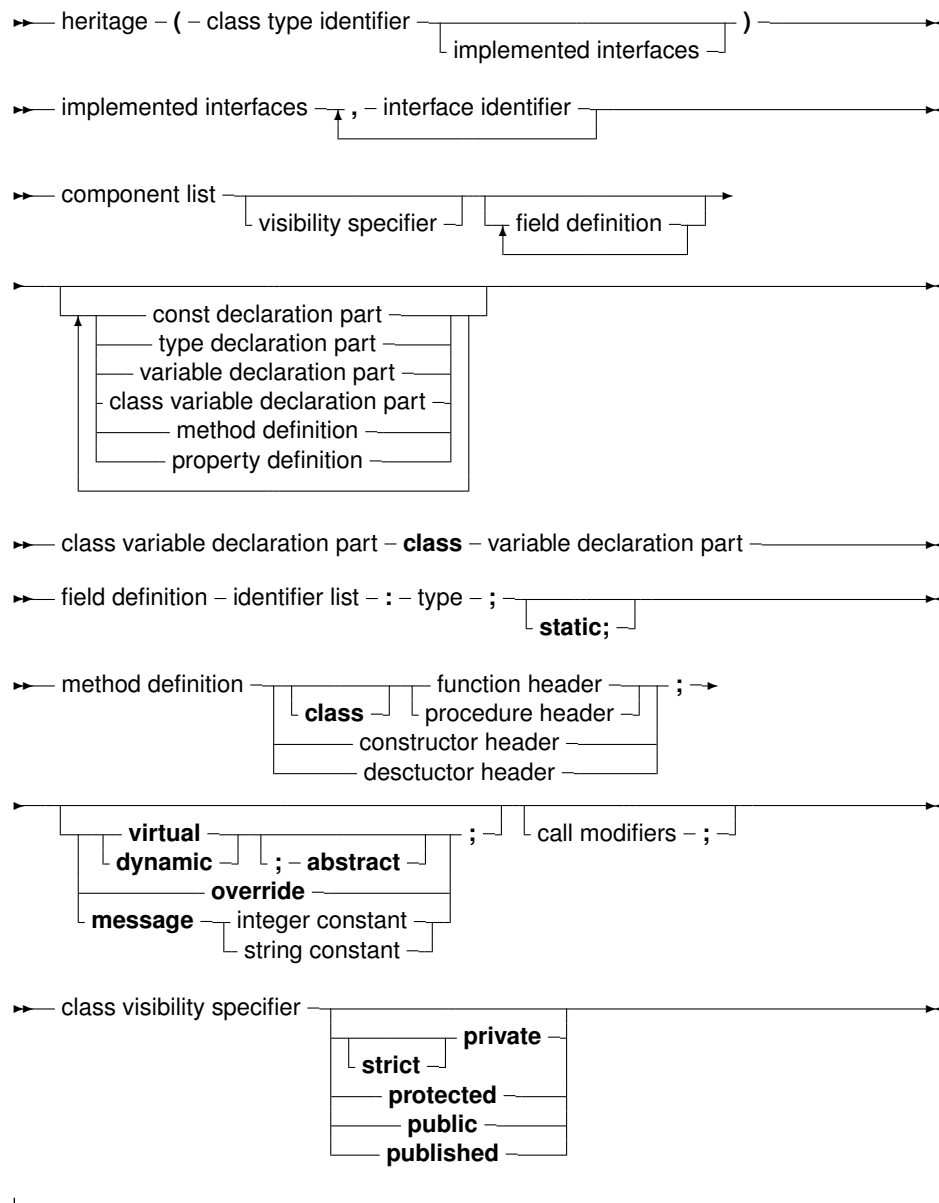 heritage ( class type identifier )
implemented interfaces
implemented interfaces , interface identifier
component list
visibility specifier field definition
const declaration part
type declaration part
variable declaration part
class variable declaration part
method definition
property definition
class variable declaration part class variable declaration part
field definition identifier list : type ;
static;
method definition function header ;
class procedure header
constructor header
desctuctor header
virtual ;
call modifiers ;
dynamic ; abstract
override
message integer constant
string constant
class visibility specifier
private
strict
protected
public
published